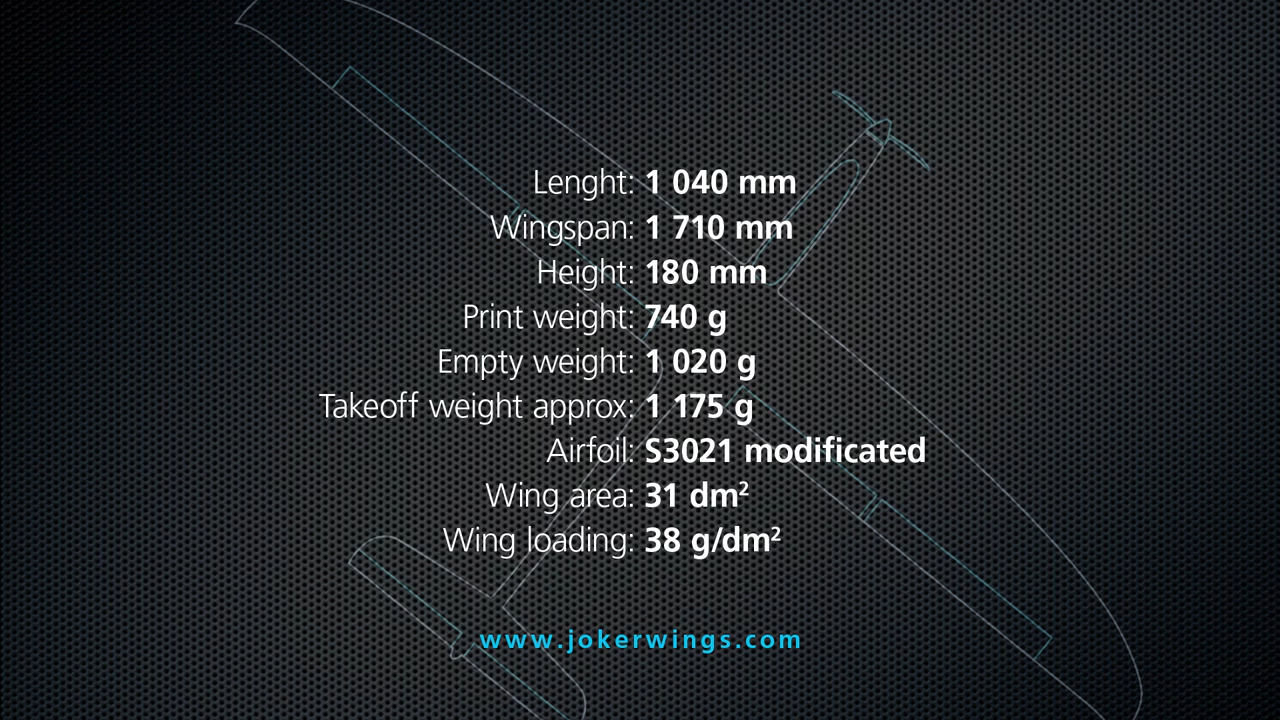 Lenght: 1 040 mm
Wingspan: 1 710 mm
Height: 180 mm
Print weight: 740 g
Empty weight: 1 020 g
Takeoff weight approx: 1 175 g
Airfoil: S3021 modificated
Wing area: 31 dm²
Wing loading: 38 g/dm²
www.jokerwings.com